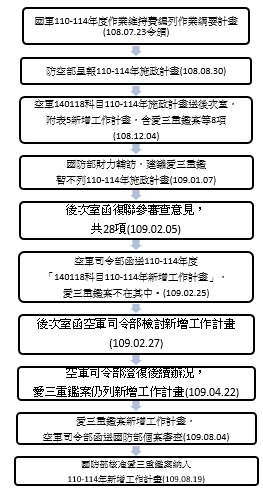 國軍110-114年度作業維持費編列作業綱要計畫
(108.07.23令頒)
防空部呈報110-114年施政計畫(108.08.30)
空軍140118科目110-114年施政計畫送後次室，
附表5新增工作計畫，含愛三重鑑案等8項
(108.12.04)
國防部財力輔訪，建議愛三重鑑
暫不列110-114年施政計畫(109.01.07)
後次室函復聯參審查意見，
共28項(109.02.05)
空軍司令部函送110-114年度
「140118科目110-114年新增工作計畫」，
愛三重鑑案不在其中。(109.02.25)
後次室函空軍司令部檢討新增工作計畫
(109.02.27)
空軍司令部澄復後續辦況，
愛三重鑑案仍列新增工作計畫(109.04.22)
愛三重鑑案新增工作計畫，
空軍司令部函送國防部個案審查(109.08.04)
國防部核准愛三重鑑案納入
110-114年新增工作計畫(109.08.19)